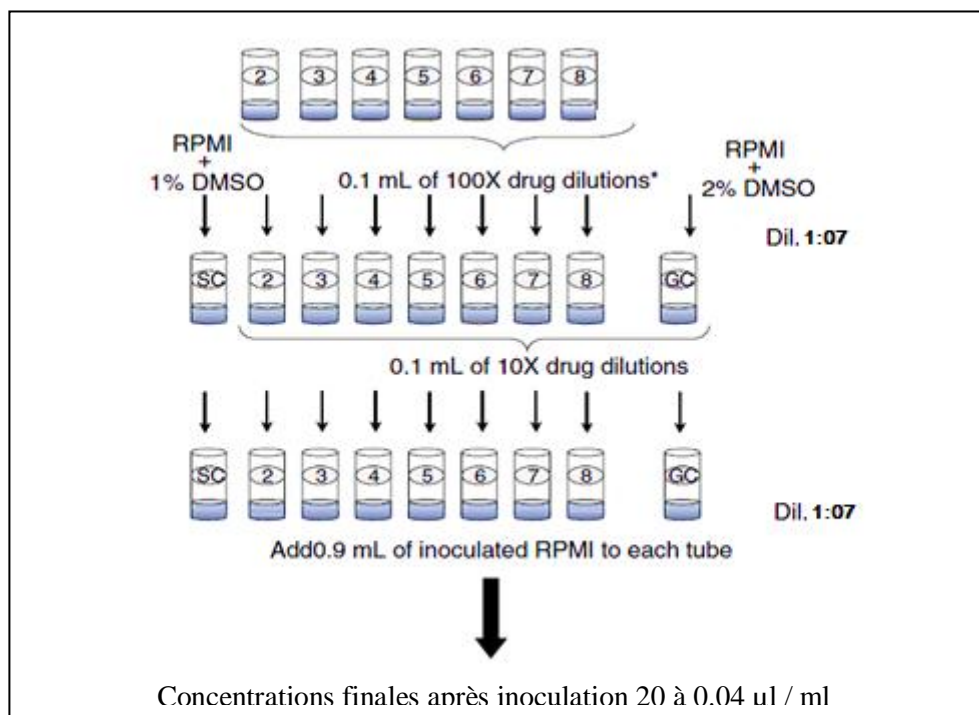 2 3 4 5 6 7 8
RPMI
+
1% DMSO
0.1 mL of 100X drug dilutions*
RPMI
+
2% DMSO
Dil. 1:07
SC 2 3 4 5 6 7 8 GC
0.1 mL of 10X drug dilutions
SC 2 3 4 5 6 7 8 GC
Dil. 1:07
Add0.9 mL of inoculated RPMI to each tube
Concentrations finales après inoculation 20 à 0.04 µl / ml